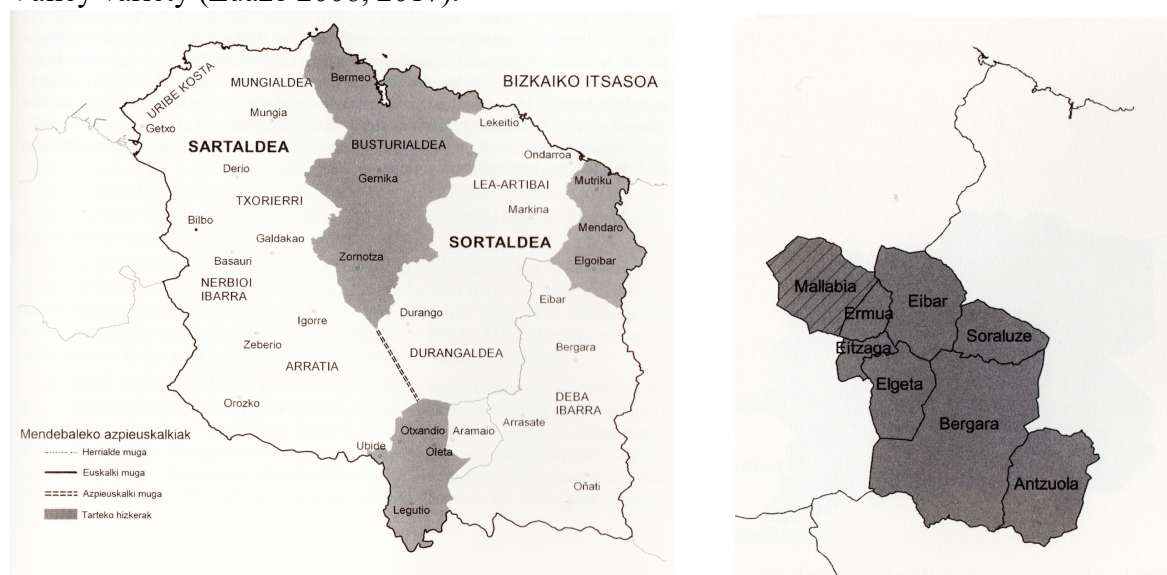 valley variety (Zuazo 2006, 2017).
BIZKAIKO ITSASOA
MUNGIALDEA
Bermeo
URIBE KOSTA
Mungia
Getxo
Lekeitio
SARTALDEA
BUSTURIALDEA
Ondarroa
Derio
Gernika
LEA-ARTIBAI
Mutriku
TXORIERRI
Markina
Bilbo
Mendaro
Galdakao
SORTALDEA
Basauri
Zornotza
Elgoibar
NERBIOI
IBARRA
Eibar
Igorre
Durango
Zeberio
DURANGALDEA
Bergara
ARRATIA
DEBA
IBARRA
Orozko
Arrasate
Otxandio
Aramaio
Ubide
Oleta
Oñati
Legutio
Mendebaleko azpieuskalkiak
Herrialde muga
Euskalki muga
Azpieuskalki muga
Tarteko hizkerak
Mallabia
Ermua
Eibar
Soraluze
Eitzaga
Elgeta
Bergara
Antzuola